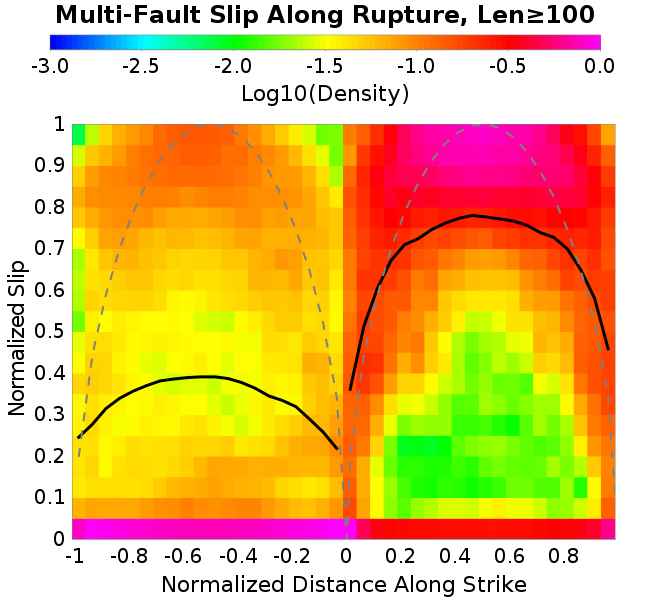 Multi-Fault Slip Along Rupture, Len≥100
-3.0 -2.5 -2.0 -1.5 -1.0 -0.5 0.0
Log10(Density)
1
0.9
0.8
0.7
0.6
0.5
0.4
0.3
0.2
0.1
0
Normalized Slip
-1 -0.8 -0.6 -0.4 -0.2 0 0.2 0.4 0.6 0.8
Normalized Distance Along Strike